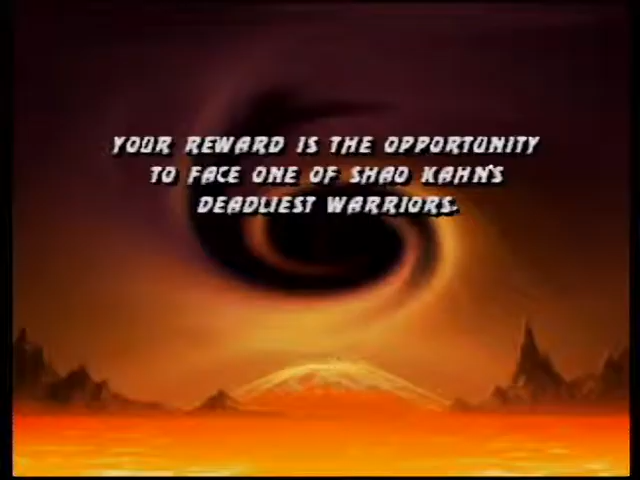 YOUR REWARD IS THE OPPORTUNITY
TO FACE ONE OF SHAO KAHN'S
DEADLIEST WARRIORS.